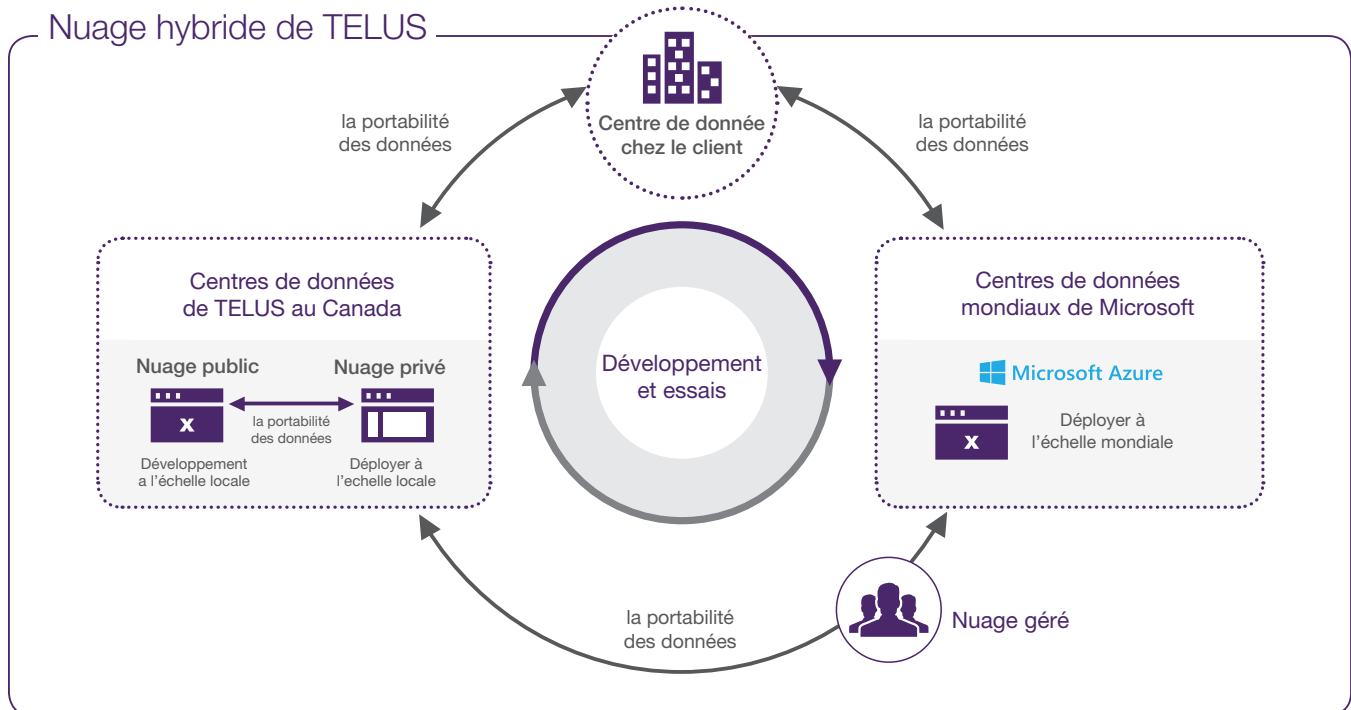 Nuage hybride de TELUS
Centre de donnée
chez le client
la portabilité
des données
la portabilité
des données
Centres de données
de TELUS au Canada
Nuage public
Nuage privé
x
la portabilité
des données
Développement
a l'échelle locale
Déployer à
l'echelle locale
Développement
et essais
Centres de données
mondiaux de Microsoft
Microsoft Azure
x
Déployer à
l'échelle mondiale
la portabilité
des données
Nuage géré